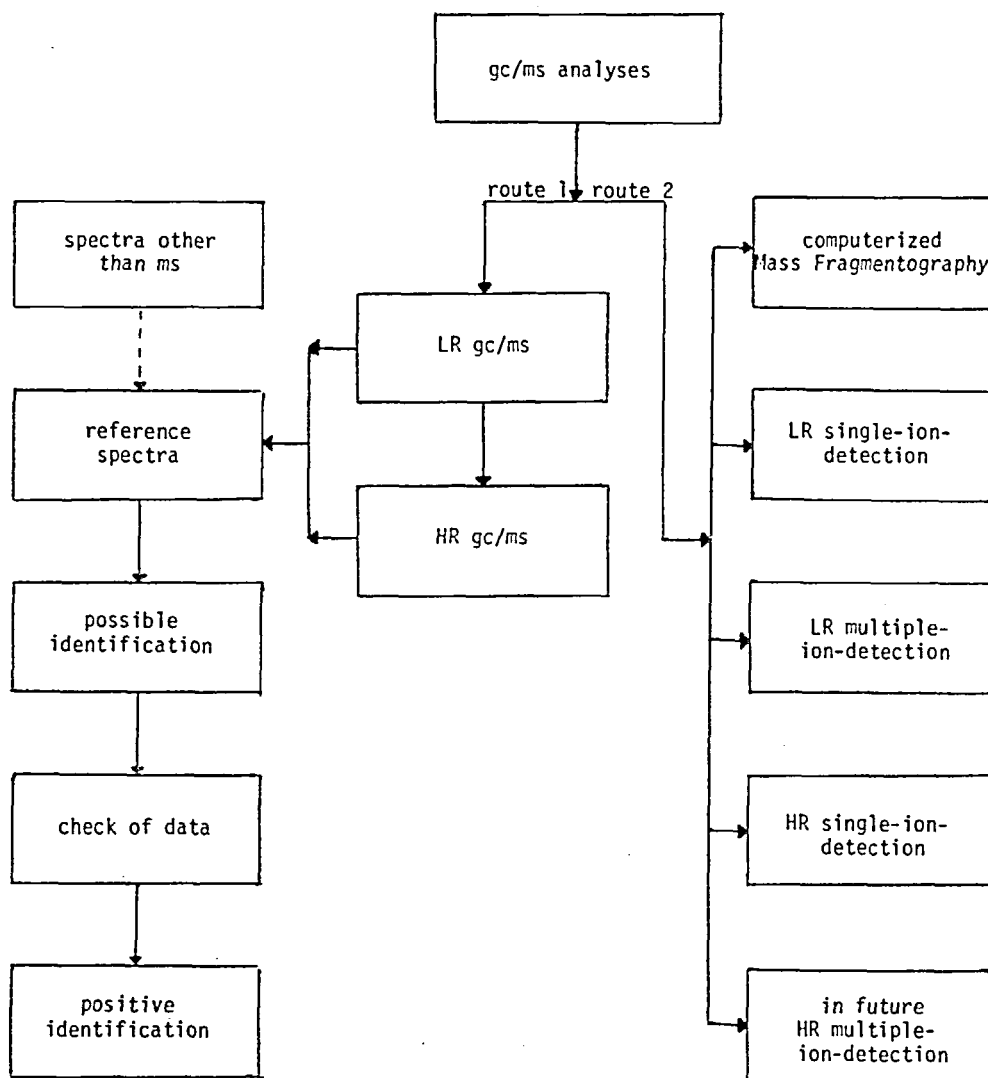 gc/ms analyses
route 1 route 2
spectra other
than ms
computerized
Mass Fragmentography
LR gc/ms
reference
spectra
LR single-ion-
detection
HR gc/ms
possible
identification
LR multiple-
ion-detection
check of data
HR single-ion-
detection
positive
identification
in future
HR multiple-
ion-detection